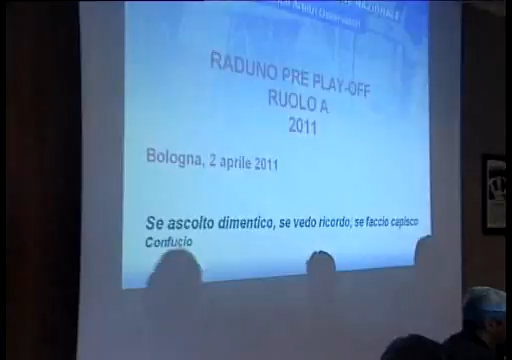 NAZIONALE
RADUNO PRE PLAY-OFF
RUOLO A
2011
Bologna, 2 aprile 2011
Se ascolto dimentico, se vedo ricordo, se faccio capisco
Confucio